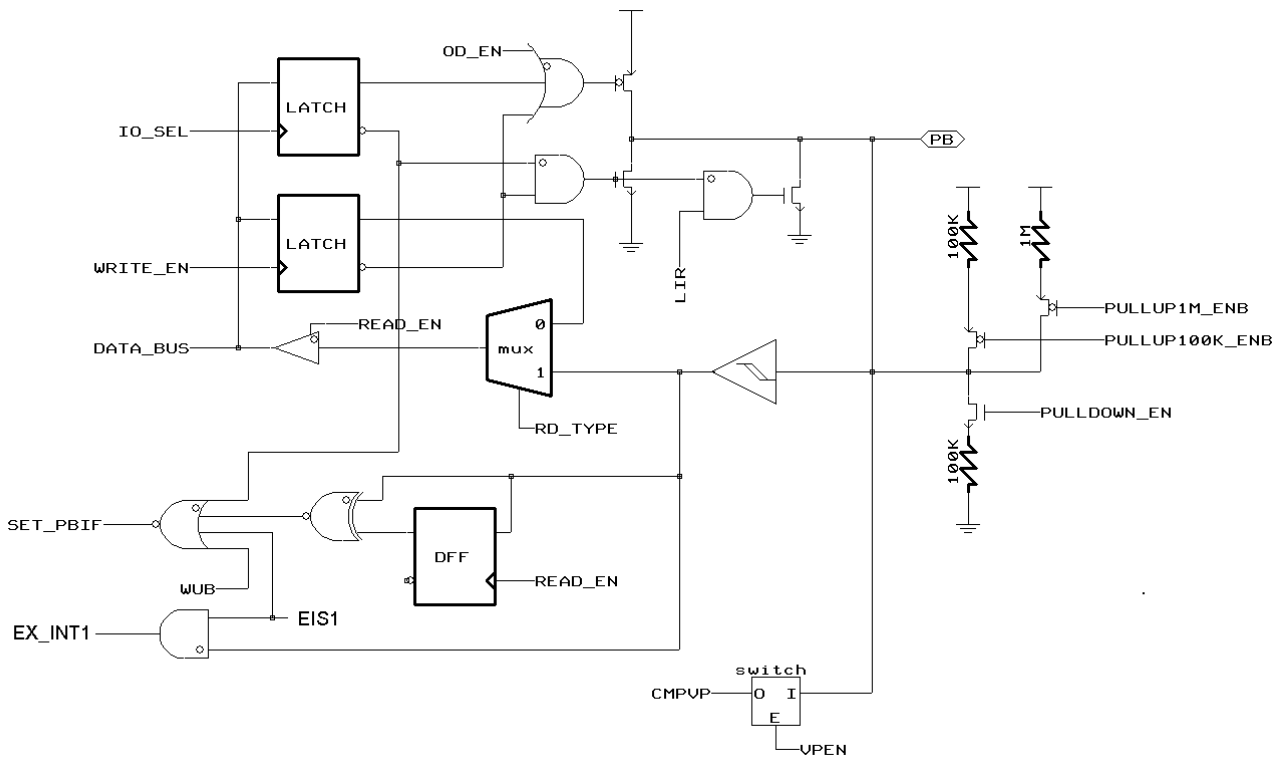 OD_EN
LATCH
IO_SEL
PB
LATCH
WRITE_EN
LIR
100K
1M
READ_EN
PULLUP1M_ENB
0
DATA_BUS
mux
PULLUP100K_ENB
1
PULLDOWN_EN
RD_TYPE
100K
SET_PBIF
DFF
READ_EN
WUB
EIS1
EX_INT1
switch
CMPVP
O I
E
VPEN